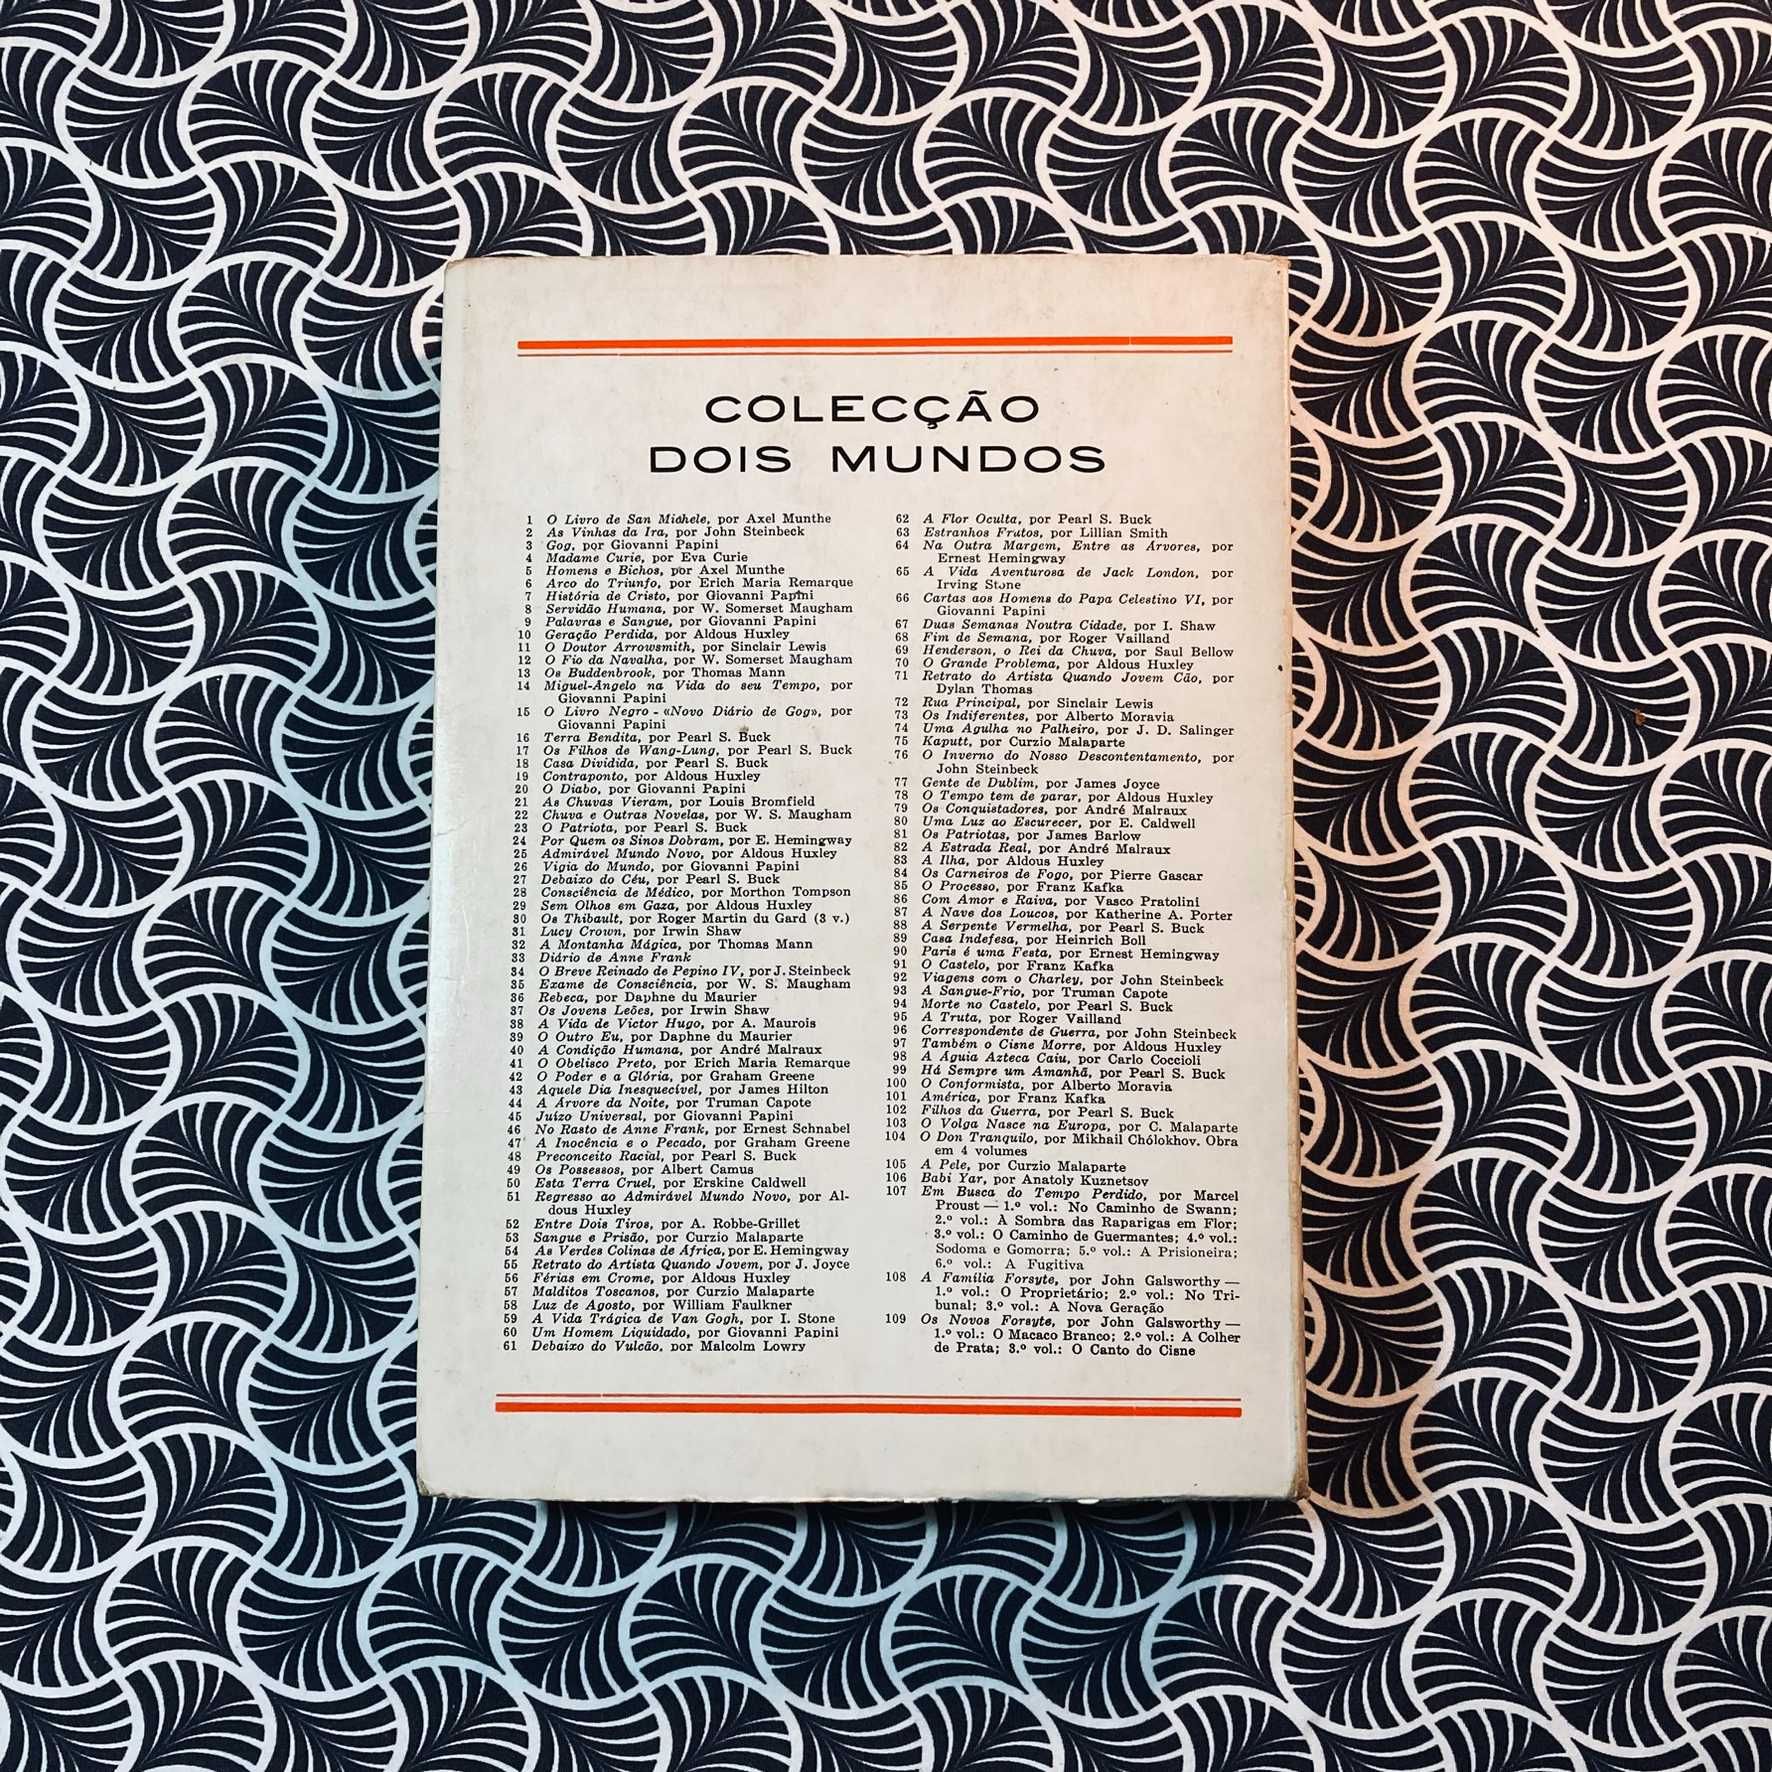 COLECÇÃO
DOIS MUNDOS
1 O Livro de San Michele, por Axel Munthe
2 As Vinhas da Ira, por John Steinbeck
3 Gog, por Giovanni Papini
4 Madame Curie, por Eva Curie
5 Homens e Bichos, por Axel Munthe
6 Arco do Triunfo, por Erich Maria Remarque
7 História de Cristo, por Giovanni Papini
8 Servidão Humana, por W. Somerset Maugham
9 Palavras e Sangue, por Giovanni Papini
10 Geração Perdida, por Aldous Huxley
11 O Doutor Arrowsmith, por Sinclair Lewis
12 O Fio da Navalha, por W. Somerset Maugham
13 Os Buddenbrook, por Thomas Mann
14 Miguel-Angelo na Vida do seu Tempo, por
Giovanni Papini
15 O Livro Negro - «Novo Diário de Gog», por
Giovanni Papini
16 Terra Bendita, por Pearl S. Buck
17 Os Filhos de Wang-Lung, por Pearl S. Buck
18 Casa Dividida, por Pearl S. Buck
19 Contraponto, por Aldous Huxley
20 O Diabo, por Giovanni Papini
21 As Chuvas Vieram, por Louis Bromfield
22 Chuva e Outras Novelas, por W. S. Maugham
23 O Patriota, por Pearl S. Buck
24 Por Quem os Sinos Dobram, por E. Hemingway
25 Admirável Mundo Novo, por Aldous Huxley
26 Vigia do Mundo, por Giovanni Papini
27 Debaixo do Céu, por Pearl S. Buck
28 Consciência de Médico, por Morthon Tompson
29 Sem Olhos em Gaza, por Aldous Huxley
30 Os Thibault, por Roger Martin du Gard (3 v.)
31 Lucy Crown, por Irwin Shaw
32 A Montanha Mágica, por Thomas Mann
33 Diário de Anne Frank
34 O Breve Reinado de Pepino IV, por J. Steinbeck
35 Exame de Consciência, por W. S. Maugham
36 Rebeca, por Daphne du Maurier
37 Os Jovens Leões, por Irwin Shaw
38 A Vida de Victor Hugo, por A. Maurois
39 O Outro Eu, por Daphne du Maurier
40 A Condição Humana, por André Malraux
41 O Obelisco Preto, por Erich Maria Remarque
42 O Poder e a Glória, por Graham Greene
43 Aquele Dia Inesquecível, por James Hilton
44 A Árvore da Noite, por Truman Capote
45 Juízo Universal, por Giovanni Papini
46 No Rasto de Anne Frank, por Ernest Schnabel
47 A Inocência e o Pecado, por Graham Greene
48 Preconceito Racial, por Pearl S. Buck
49 Os Possessos, por Albert Camus
50 Esta Terra Cruel, por Erskine Caldwell
51 Regresso ao Admirável Mundo Novo, por Al-
dous Huxley
52 Entre Dois Tiros, por A. Robbe-Grillet
53 Sangue e Prisão, por Curzio Malaparte
54 As Verdes Colinas de África, por E. Hemingway
55 Retrato do Artista Quando Jovem, por J. Joyce
56 Férias em Crome, por Aldous Huxley
57 Malditos Toscanos, por Curzio Malaparte
58 Luz de Agosto, por William Faulkner
59 A Vida Trágica de Van Gogh, por I. Stone
60 Um Homem Liquidado, por Giovanni Papini
61 Debaixo do Vulcão, por Malcolm Lowry
62 A Flor Oculta, por Pearl S. Buck
63 Estranhos Frutos, por Lillian Smith
64 Na Outra Margem, Entre as Árvores, por
Ernest Hemingway
65 A Vida Aventurosa de Jack London, por
Irving Stone
66 Cartas aos Homens do Papa Celestino VI, por
Giovanni Papini
67 Duas Semanas Noutra Cidade, por I. Shaw
68 Fim de Semana, por Roger Vailland
69 Henderson, o Rei da Chuva, por Saul Bellow
70 O Grande Problema, por Aldous Huxley
71 Retrato do Artista Quando Jovem Cão, por
Dylan Thomas
72 Rua Principal, por Sinclair Lewis
73 Os Indiferentes, por Alberto Moravia
74 Uma Agulha no Palheiro, por J. D. Salinger
75 Kaputt, por Curzio Malaparte
76 O Inverno do Nosso Descontentamento, por
John Steinbeck
77 Gente de Dublim, por James Joyce
78 O Tempo tem de parar, por Aldous Huxley
79 Os Conquistadores, por André Malraux
80 Uma Luz ao Escurecer, por E. Caldwell
81 Os Patriotas, por James Barlow
82 A Estrada Real, por André Malraux
83 A Ilha, por Aldous Huxley
84 Os Carneiros de Fogo, por Pierre Gascar
85 O Processo, por Franz Kafka
86 Com Amor e Raiva, por Vasco Pratolini
87 A Nave dos Loucos, por Katherine A. Porter
88 A Serpente Vermelha, por Pearl S. Buck
89 Casa Indefesa, por Heinrich Boll
90 Paris é uma Festa, por Ernest Hemingway
91 O Castelo, por Franz Kafka
92 Viagens com o Charley, por John Steinbeck
93 A Sangue-Frio, por Truman Capote
94 Morte no Castelo, por Pearl S. Buck
95 A Truta, por Roger Vailland
96 Correspondente de Guerra, por John Steinbeck
97 Também o Cisne Morre, por Aldous Huxley
98 A Águia Azteca Caiu, por Carlo Coccioli
99 Há Sempre um Amanhã, por Pearl S. Buck
100 O Conformista, por Alberto Moravia
101 América, por Franz Kafka
102 Filhos da Guerra, por Pearl S. Buck
103 O Volga Nasce na Europa, por C. Malaparte
104 O Don Tranquilo, por Mikhail Chólokhov. Obra
em 4 volumes
105 A Pele, por Curzio Malaparte
106 Babi Yar, por Anatoly Kuznetsov
107 Em Busca do Tempo Perdido, por Marcel
Proust — 1.º vol.: No Caminho de Swann;
2.º vol.: À Sombra das Raparigas em Flor;
3.º vol.: O Caminho de Guermantes; 4.º vol.:
Sodoma e Gomorra; 5.º vol.: A Prisioneira;
6.º vol.: A Fugitiva
108 A Família Forsyte, por John Galsworthy —
1.º vol.: O Proprietário; 2.º vol.: No Tri-
bunal; 3.º vol.: A Nova Geração
109 Os Novos Forsyte, por John Galsworthy —
1.º vol.: O Macaco Branco; 2.º vol.: A Colher
de Prata; 3.º vol.: O Canto do Cisne